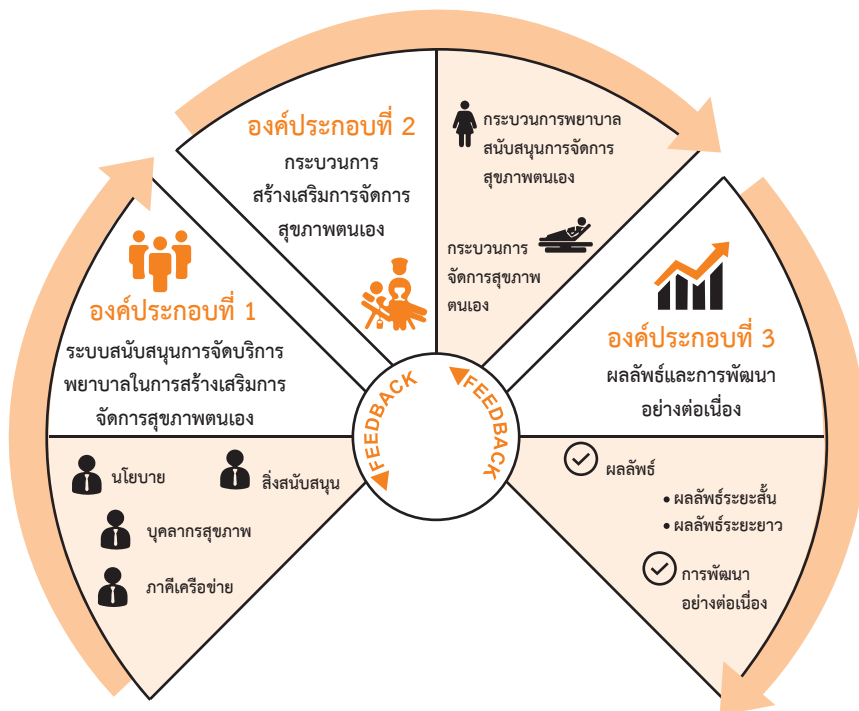 องค์ประกอบที่ 1
ระบบสนับสนุนการจัดบริการ
พยาบาลในการสร้างเสริมการ
จัดการสุขภาพตนเอง
นโยบาย
สิ่งสนับสนุน
บุคลากรสุขภาพ
ภาคีเครือข่าย
องค์ประกอบที่ 2
กระบวนการ
สร้างเสริมการจัดการ
สุขภาพตนเอง
กระบวนการพยาบาล
สนับสนุนการจัดการ
สุขภาพตนเอง
กระบวนการ
จัดการสุขภาพ
ตนเอง
องค์ประกอบที่ 3
ผลลัพธ์และการพัฒนา
อย่างต่อเนื่อง
ผลลัพธ์
• ผลลัพธ์ระยะสั้น
• ผลลัพธ์ระยะยาว
การพัฒนา
อย่างต่อเนื่อง
FEEDBACK
FEEDBACK